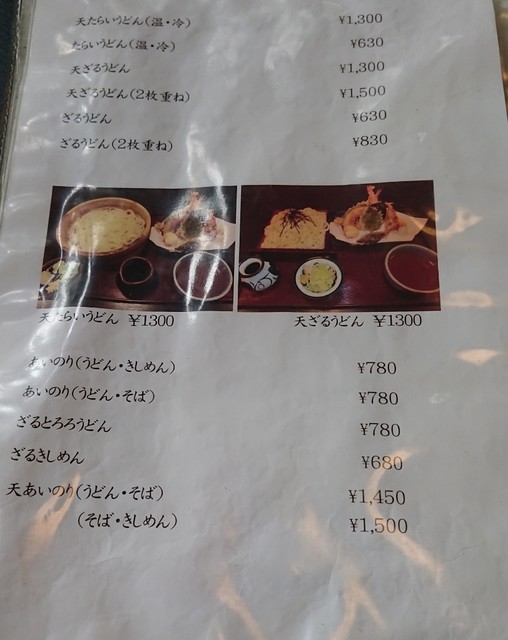 天たらいうどん(温・冷) ¥1,300
たらいうどん(温・冷) ¥630
天ざるうどん ¥1,300
天ざるうどん(2枚重ね) ¥1,500
ざるうどん ¥630
ざるうどん(2枚重ね) ¥830
天たらいうどん ¥1300 天ざるうどん ¥1300
あいのり(うどん・きしめん) ¥780
あいのり(うどん・そば) ¥780
ざるとろろうどん ¥780
ざるきしめん ¥680
天あいのり(うどん・そば) ¥1,450
(そば・きしめん) ¥1,500